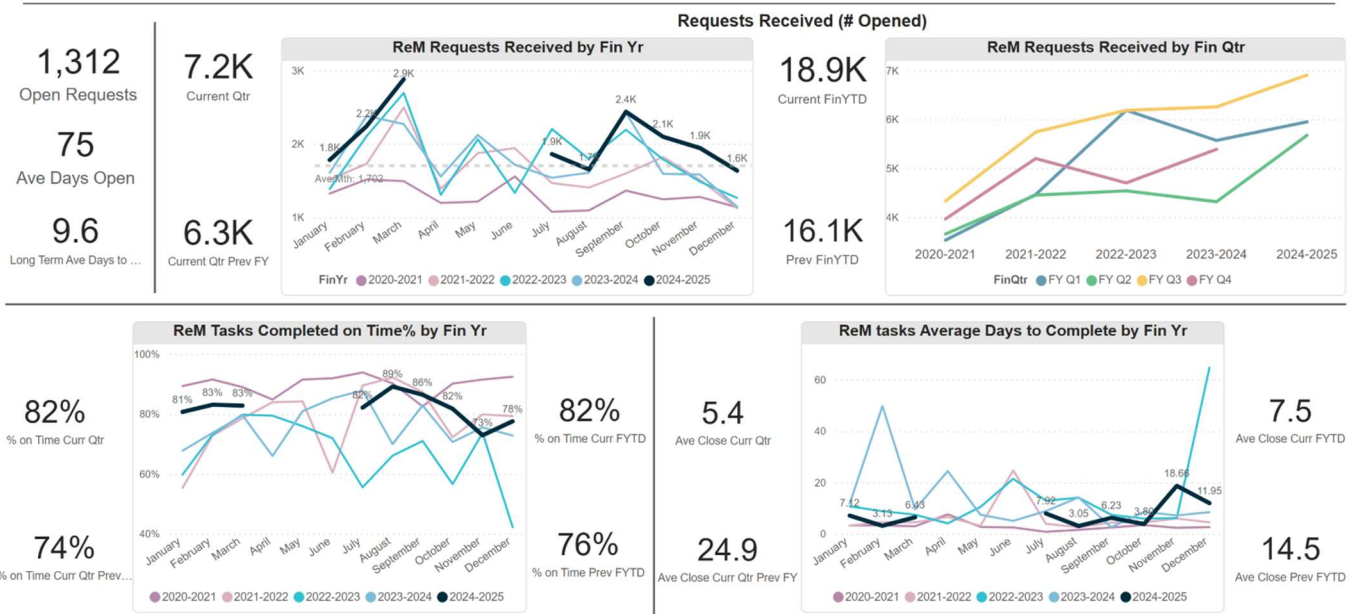 Requests Received (# Opened)
1,312
Open Requests
75
Ave Days Open
9.6
Long Term Ave Days to ...
7.2K
Current Qtr
6.3K
Current Qtr Prev FY
ReM Requests Received by Fin Yr
3K
2K
1K
1.8K
2.2K
2.9K
1.9K
1.7K
2.4K
2.1K
1.9K
1.6K
Ave Mth: 1,702
January
February
March
April
May
June
July
August
September
October
November
December
FinYr 2020-2021 2021-2022 2022-2023 2023-2024 2024-2025
18.9K
Current FinYTD
16.1K
Prev FinYTD
ReM Requests Received by Fin Qtr
7K
6K
5K
4K
2020-2021 2021-2022 2022-2023 2023-2024 2024-2025
FinQtr FY Q1 FY Q2 FY Q3 FY Q4
82%
% on Time Curr Qtr
74%
% on Time Curr Qtr Prev...
ReM Tasks Completed on Time% by Fin Yr
100%
80%
60%
40%
81%
83%
83%
82%
89%
86%
82%
73%
78%
January
February
March
April
May
June
July
August
September
October
November
December
2020-2021 2021-2022 2022-2023 2023-2024 2024-2025
82%
% on Time Curr FYTD
76%
% on Time Prev FYTD
5.4
Ave Close Curr Qtr
24.9
Ave Close Curr Qtr Prev FY
ReM tasks Average Days to Complete by Fin Yr
60
40
20
0
7.12
3.13
6.43
7.92
3.05
6.23
3.80
18.66
11.95
January
February
March
April
May
June
July
August
September
October
November
December
2020-2021 2021-2022 2022-2023 2023-2024 2024-2025
7.5
Ave Close Curr FYTD
14.5
Ave Close Prev FYTD